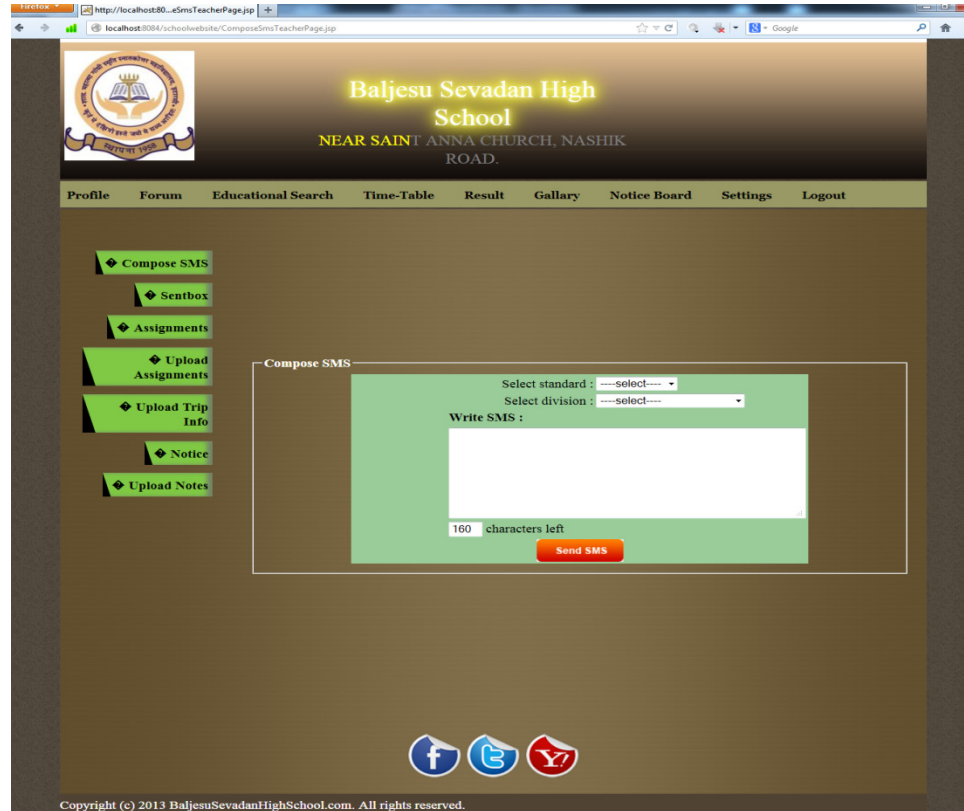 Firefox
http://localhost:80...eSmsTeacherPage.jsp
localhost:8084/schoolwebsite/ComposeSmsTeacherPage.jsp
Google
Baljesu Sevadan High
School
NEAR SAINT ANNA CHURCH, NASHIK
ROAD.
स्थापना 1958
Profile Forum Educational Search Time-Table Result Gallary Notice Board Settings Logout
� Compose SMS
� Sentbox
� Assignments
� Upload
Assignments
� Upload Trip
Info
� Notice
� Upload Notes
Compose SMS
Select standard : ----select----
Select division : ----select----
Write SMS :
160 characters left
Send SMS
Copyright (c) 2013 BaljesuSevadanHighSchool.com. All rights reserved.